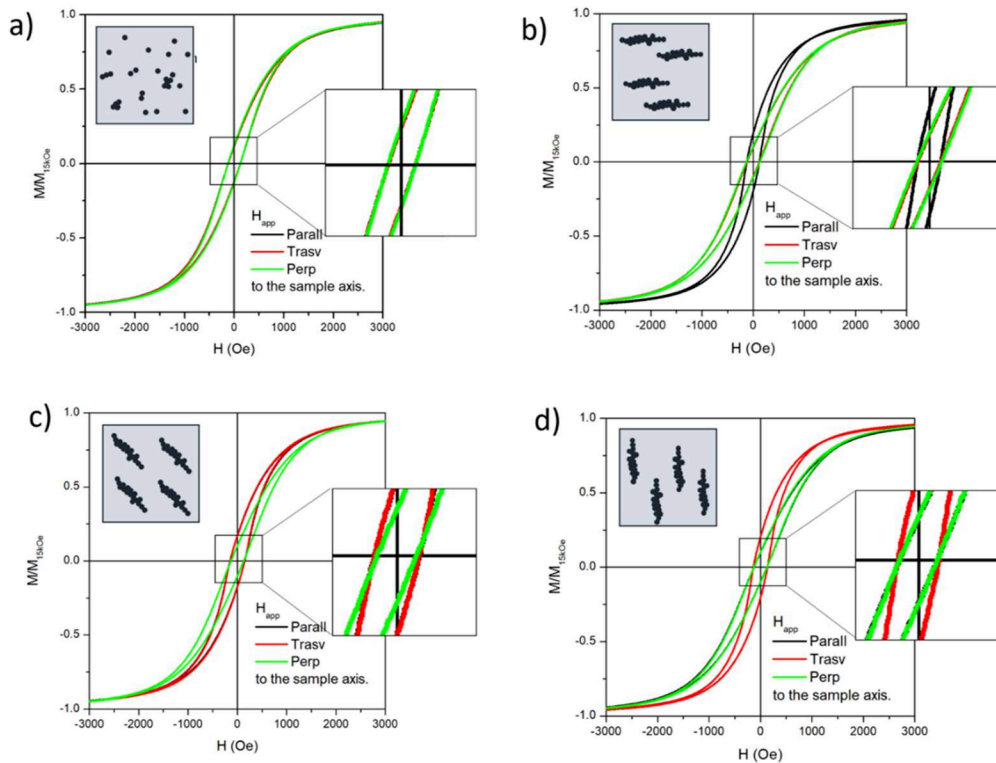 a)
1.0
0.5
0.0
-0.5
-1.0
M/M15kOe
Happ
Parall
Trasv
Perp
to the sample axis.
-3000 -2000 -1000 0 1000 2000 3000
H (Oe)
b)
1.0
0.5
0.0
-0.5
-1.0
M/M15kOe
Happ
Parall
Trasv
Perp
to the sample axis.
-3000 -2000 -1000 0 1000 2000 3000
H (Oe)
c)
1.0
0.5
0.0
-0.5
-1.0
M/M15kOe
Happ
Parall
Trasv
Perp
to the sample axis.
-3000 -2000 -1000 0 1000 2000 3000
H (Oe)
d)
1.0
0.5
0.0
-0.5
-1.0
M/M15kOe
Happ
Parall
Trasv
Perp
to the sample axis.
-3000 -2000 -1000 0 1000 2000 3000
H (Oe)